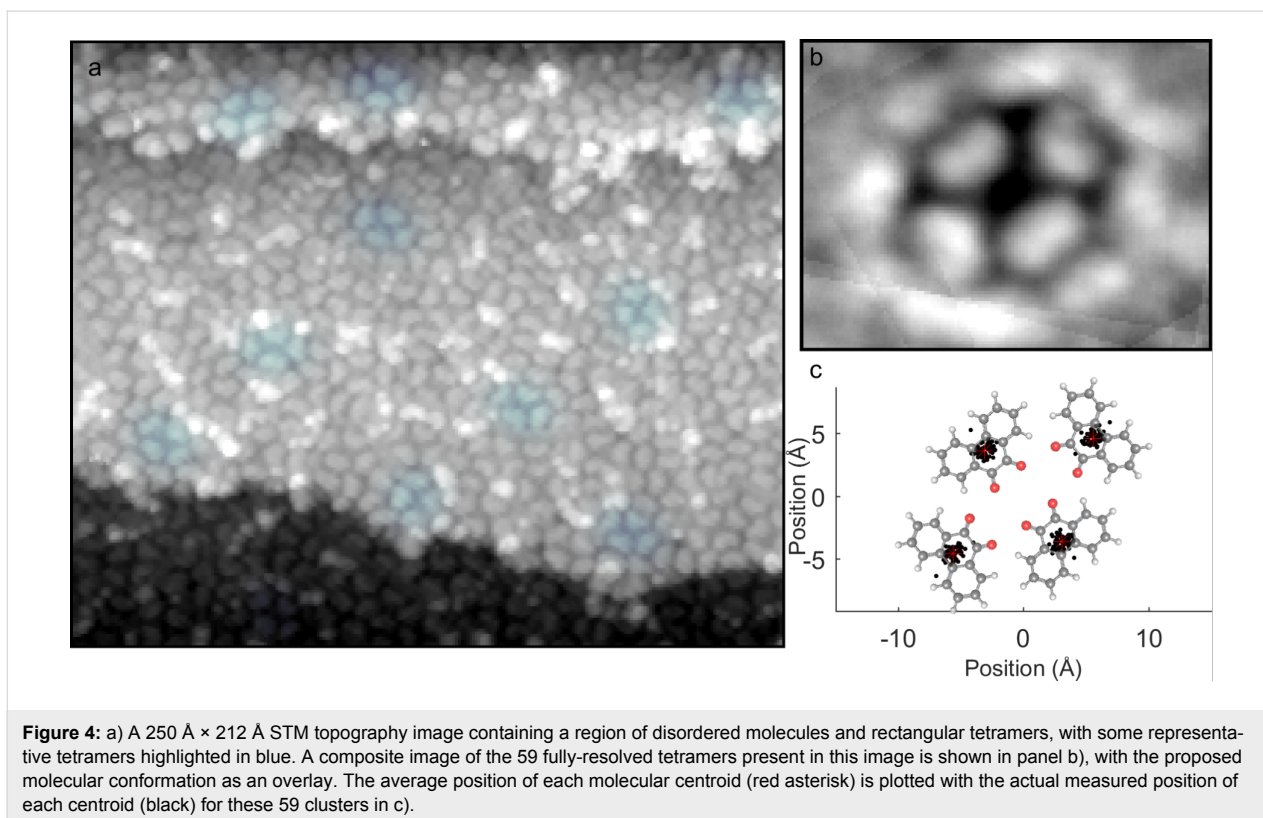 a
b
c
5
0
-5
Position (Å)
-10
0
10
Position (Å)
Figure 4: a) A 250 Å × 212 Å STM topography image containing a region of disordered molecules and rectangular tetramers, with some representa-
tive tetramers highlighted in blue. A composite image of the 59 fully-resolved tetramers present in this image is shown in panel b), with the proposed
molecular conformation as an overlay. The average position of each molecular centroid (red asterisk) is plotted with the actual measured position of
each centroid (black) for these 59 clusters in c).